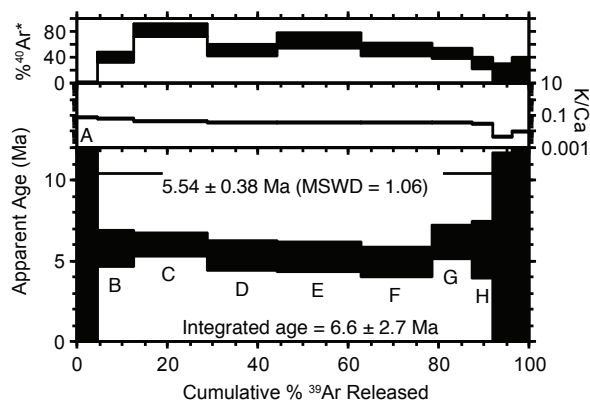 80
40
0
%⁴⁰Ar*
10
0.1
0.001
K/Ca
A
10
5
0
Apparent Age (Ma)
5.54 ± 0.38 Ma (MSWD = 1.06)
B
C
D
E
F
G
H
Integrated age = 6.6 ± 2.7 Ma
0
20
40
60
80
100
Cumulative % ³⁹Ar Released